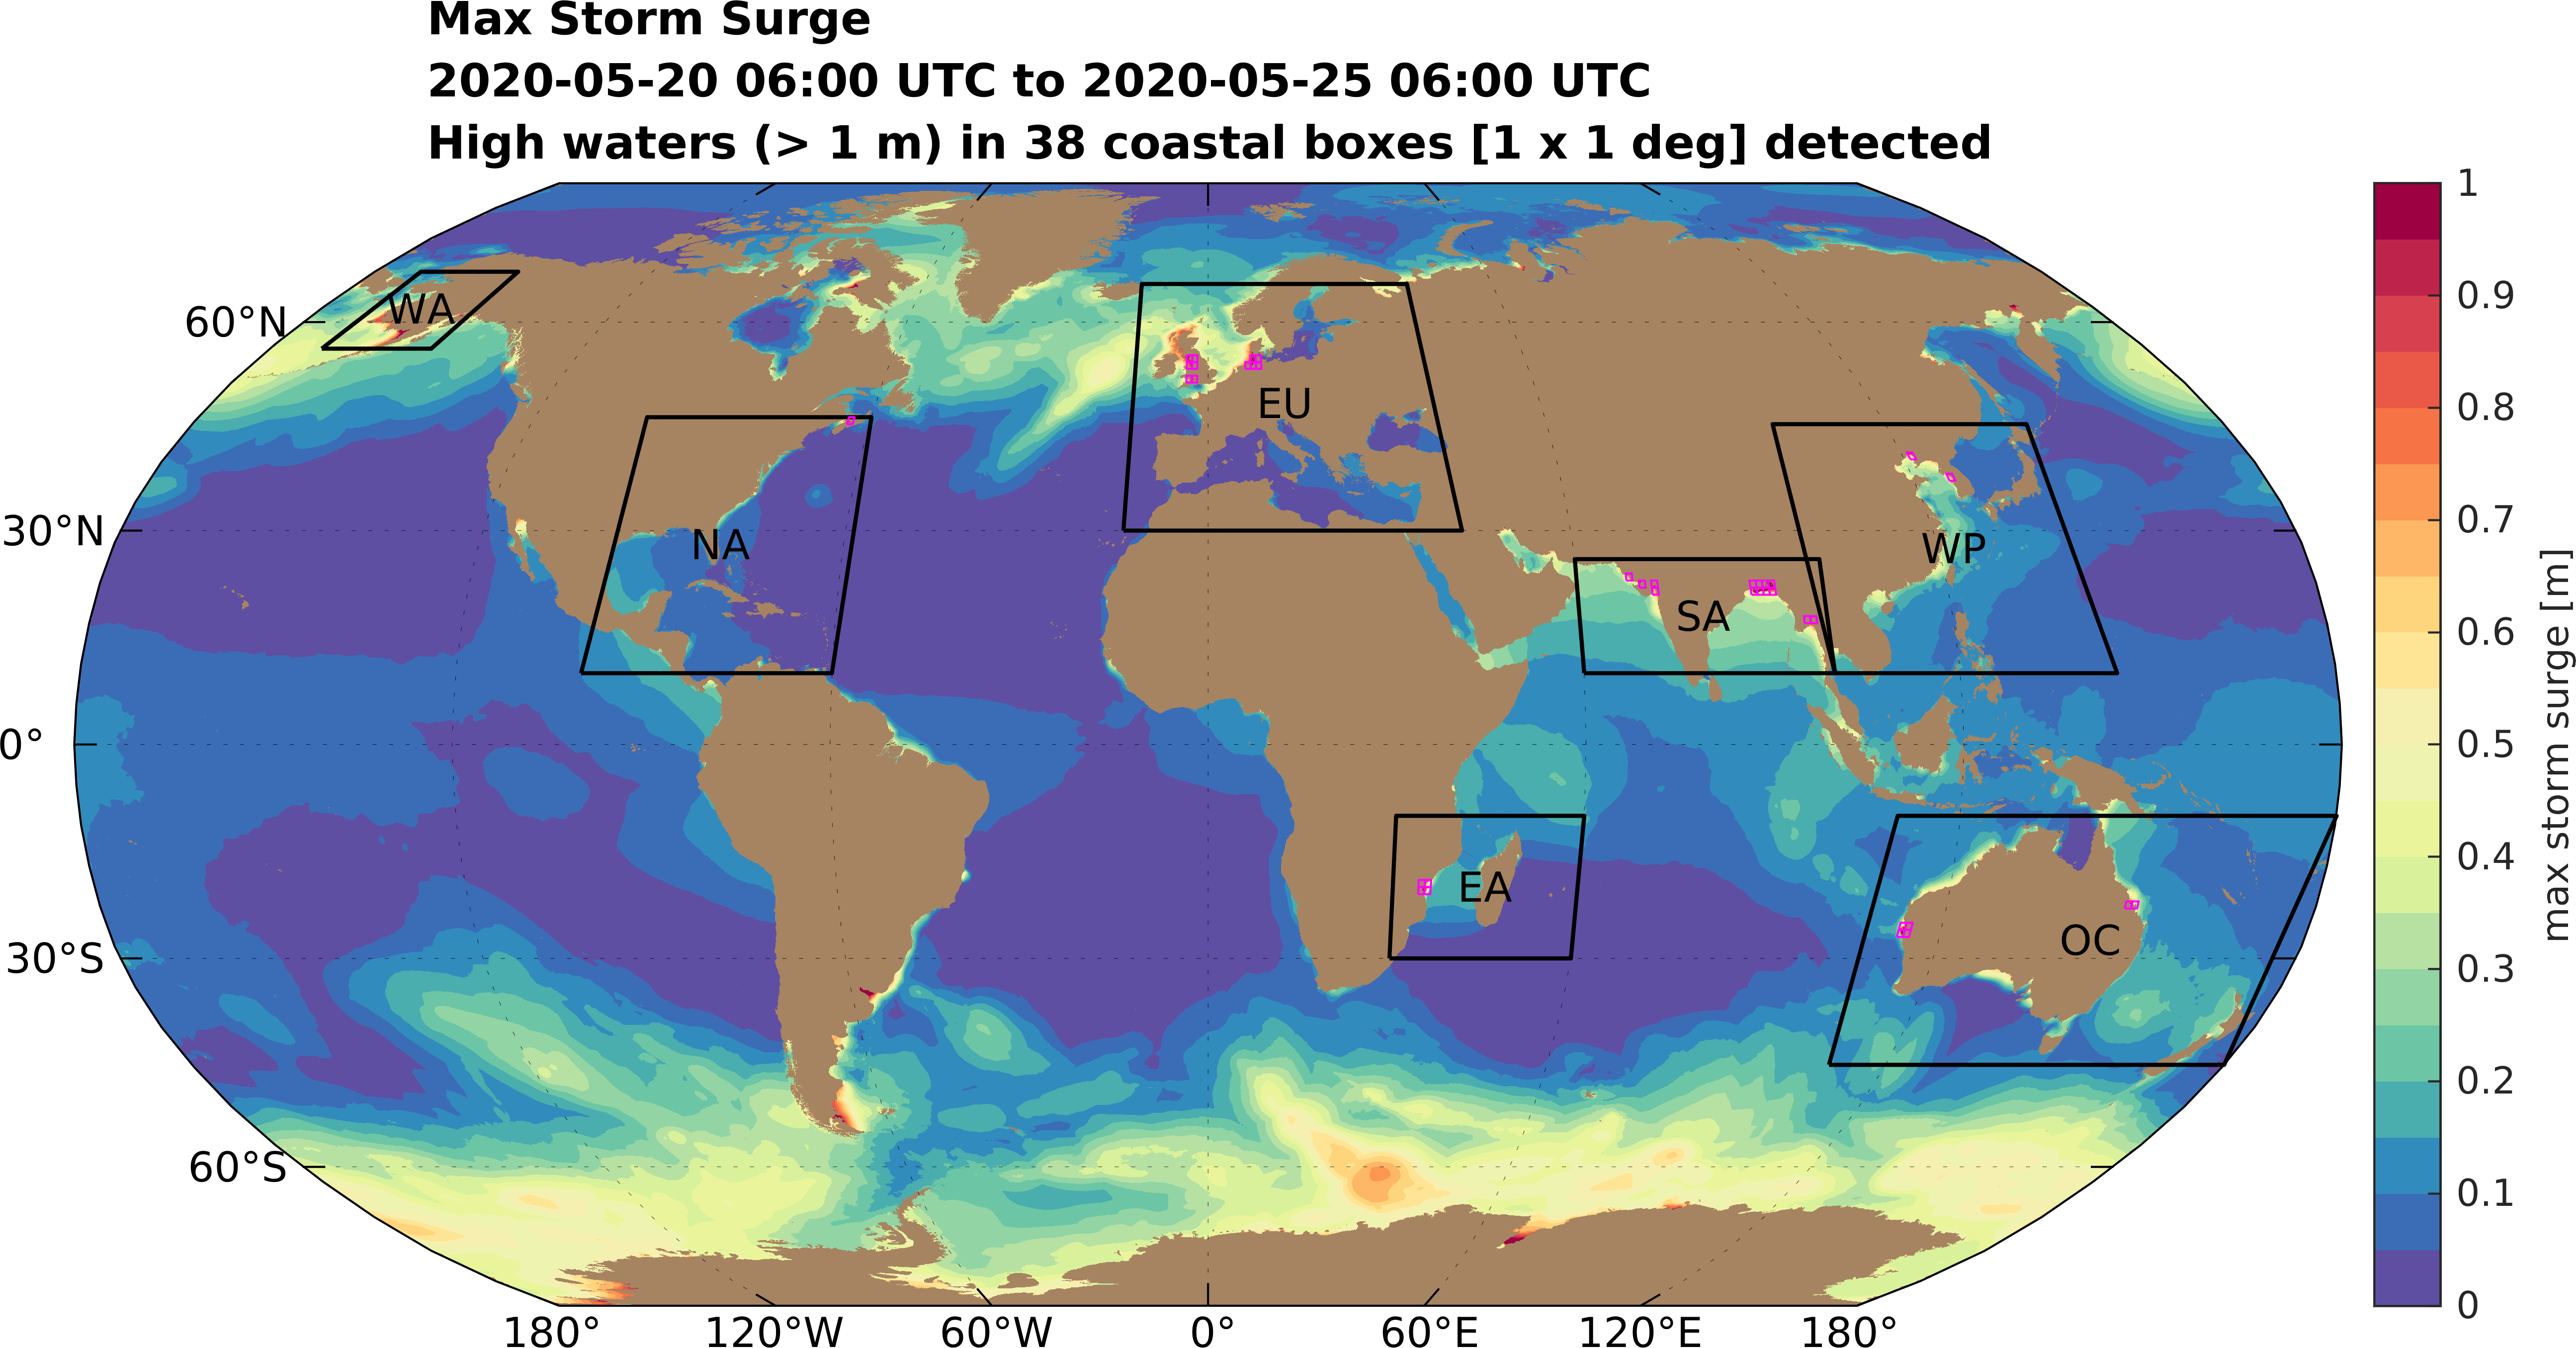 Max Storm Surge
2020-05-20 06:00 UTC to 2020-05-25 06:00 UTC
High waters (> 1 m) in 38 coastal boxes [1 x 1 deg] detected
60°N
30°N
0°
30°S
60°S
WA
NA
EU
SA
WP
EA
OC
180°
120°W
60°W
0°
60°E
120°E
180°
1
0.9
0.8
0.7
0.6
0.5
0.4
0.3
0.2
0.1
0
max storm surge [m]